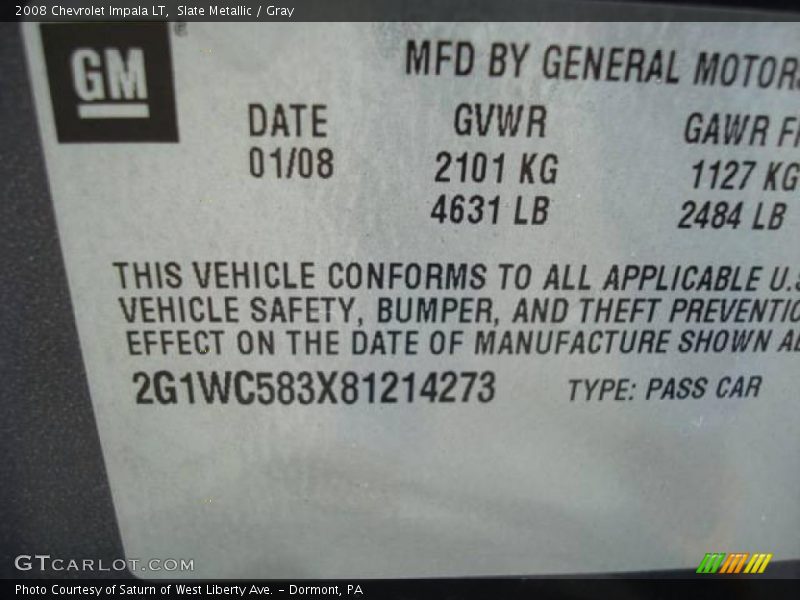 2008 Chevrolet Impala LT, Slate Metallic / Gray
GM
MFD BY GENERAL MOTORS
DATE GVWR GAWR
01/08 2101 KG 1127 KG
4631 LB 2484 LB
THIS VEHICLE CONFORMS TO ALL APPLICABLE U.S
VEHICLE SAFETY, BUMPER, AND THEFT PREVENTIO
EFFECT ON THE DATE OF MANUFACTURE SHOWN
2G1WC583X81214273 TYPE: PASS CAR
GTCARLOT.COM
Photo Courtesy of Saturn of West Liberty Ave. – Dormont, PA